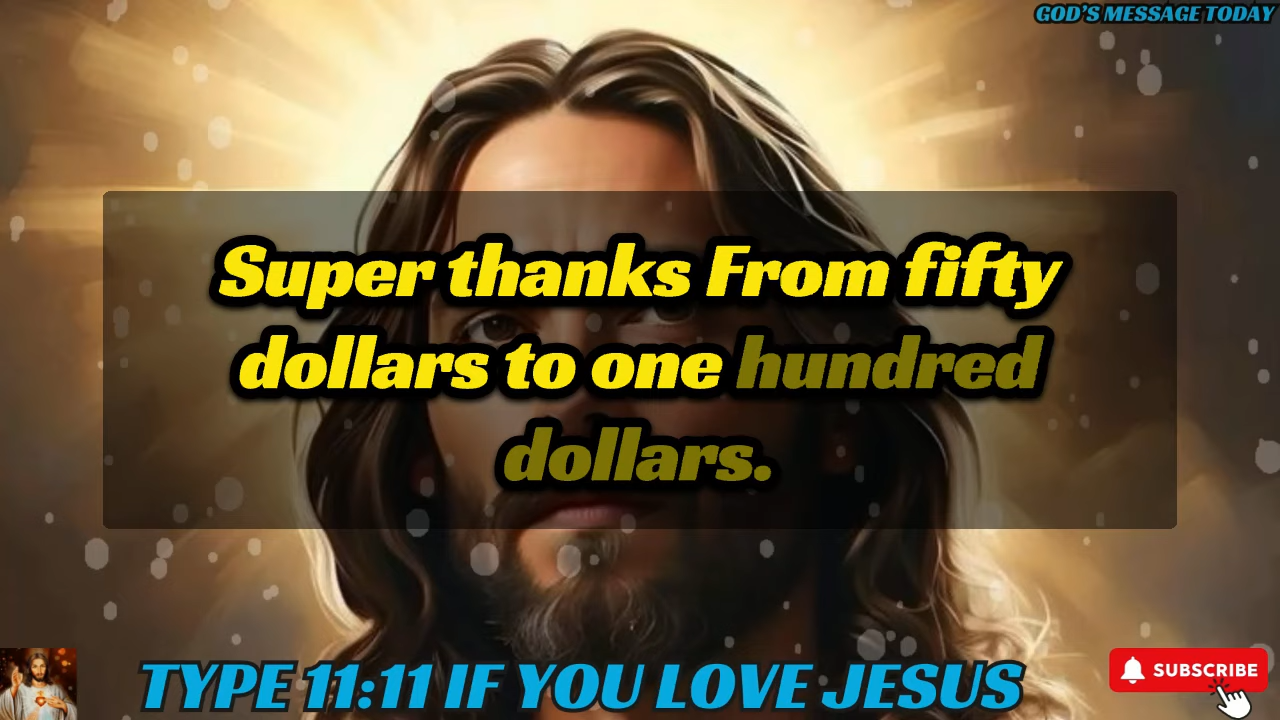 GOD'S MESSAGE TODAY
Super thanks From fifty
dollars to one hundred
dollars.
TYPE 11:11 IF YOU LOVE JESUS
SUBSCRIBE